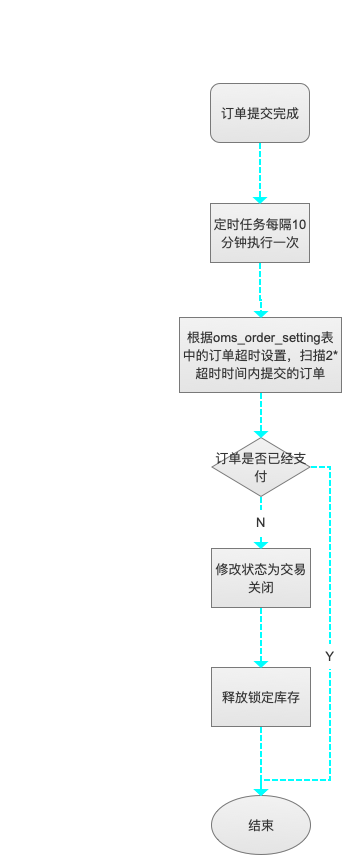 订单提交完成
定时任务每隔10
分钟执行一次
根据oms_order_setting表
中的订单超时设置，扫描2*
超时时间内提交的订单
订单是否已经支
付
N
修改状态为交易
关闭
Y
释放锁定库存
结束